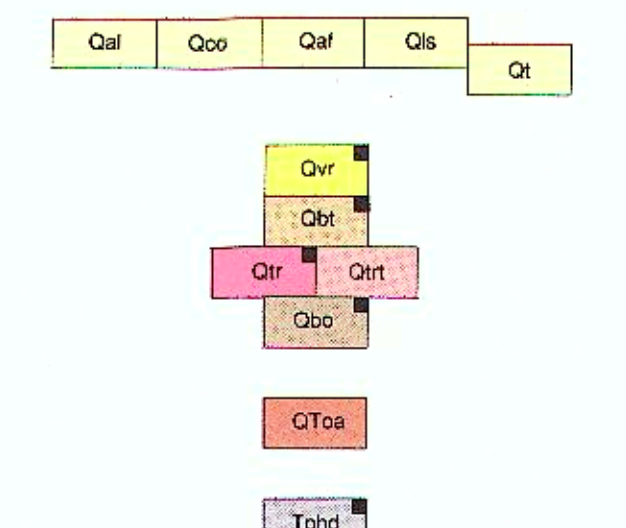 Qal Qco Qaf Qls
Qt
Qvr
Qbt
Qtr Qtrt
Qbo
QToa
Tphd